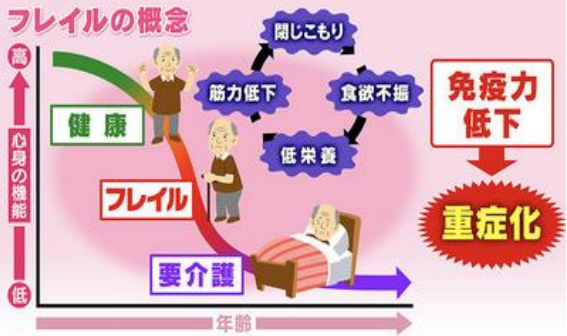 フレイルの概念
高
心身の機能
低
健康
フレイル
要介護
閉じこもり
食欲不振
低栄養
筋力低下
免疫力
低下
重症化
年齢